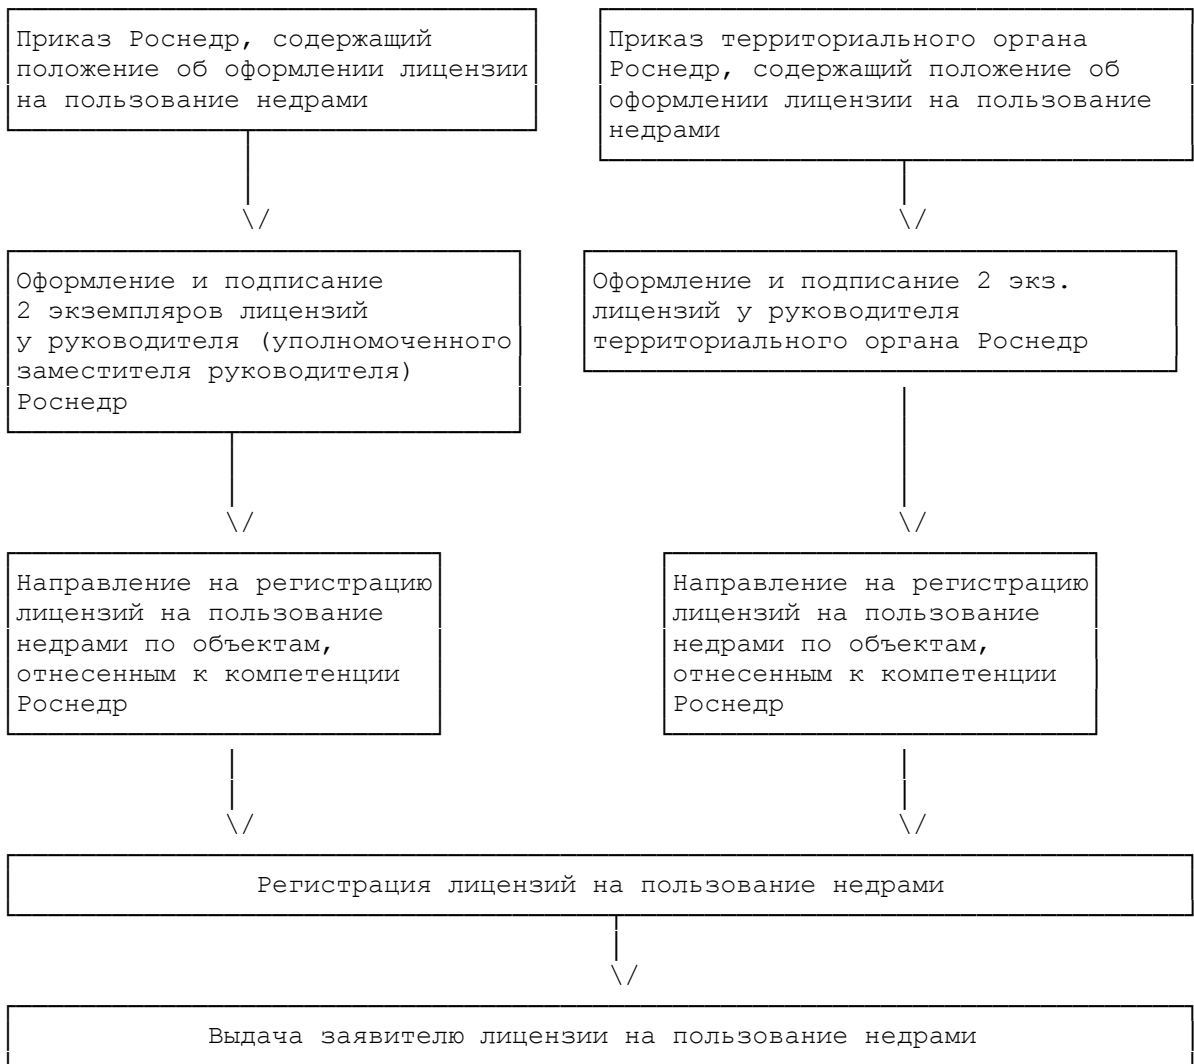 Приказ Роснедр, содержащий
положение об оформлении лицензии
на пользование недрами
Приказ территориального органа
Роснедр, содержащий положение об
оформлении лицензии на пользование
недрами
Оформление и подписание
2 экземпляров лицензий
у руководителя (уполномоченного
заместителя руководителя)
Роснедр
Оформление и подписание 2 экз.
лицензий у руководителя
территориального органа Роснедр
Направление на регистрацию
лицензий на пользование
недрами по объектам,
отнесенным к компетенции
Роснедр
Направление на регистрацию
лицензий на пользование
недрами по объектам,
отнесенным к компетенции
Роснедр
Регистрация лицензий на пользование недрами
Выдача заявителю лицензии на пользование недрами